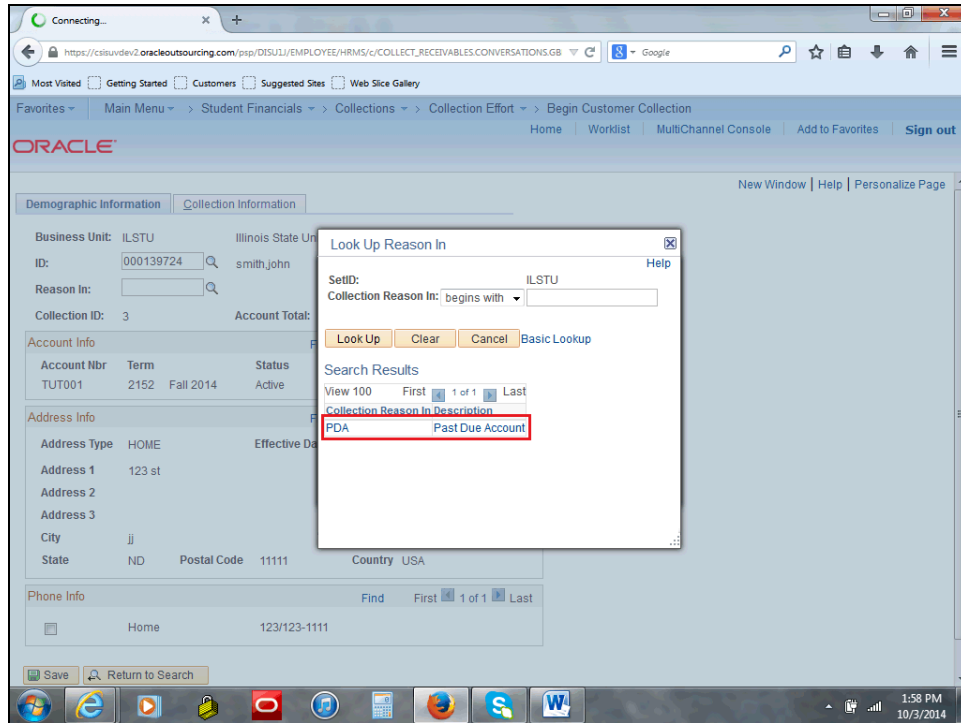 Connecting... × +
https://csisuvdev2.oracleoutsourcing.com/psp/DISU1J/EMPLOYEE/HRMS/c/COLLECT_RECEIVABLES.CONVERSATIONS.GB 8 Google
Most Visited Getting Started Customers Suggested Sites Web Slice Gallery
Favorites Main Menu > Student Financials > Collections > Collection Effort > Begin Customer Collection
Home Worklist MultiChannel Console Add to Favorites Sign out
ORACLE
New Window | Help | Personalize Page
Demographic Information Collection Information
Business Unit: ILSTU Illinois State Un
ID: 000139724 smith,john
Reason In:
Collection ID: 3 Account Total:
Account Info F
Account Nbr Term Status
TUT001 2152 Fall 2014 Active
Address Info F
Address Type HOME Effective Da
Address 1 123 st
Address 2
Address 3
City jj
State ND Postal Code 11111 Country USA
Phone Info Find First 1 of 1 Last
Home 123/123-1111
Save Return to Search
Look Up Reason In
Help
SetID: ILSTU
Collection Reason In: begins with
Look Up Clear Cancel Basic Lookup
Search Results
View 100 First 1 of 1 Last
Collection Reason In Description
PDA Past Due Account
1:58 PM
10/3/2014